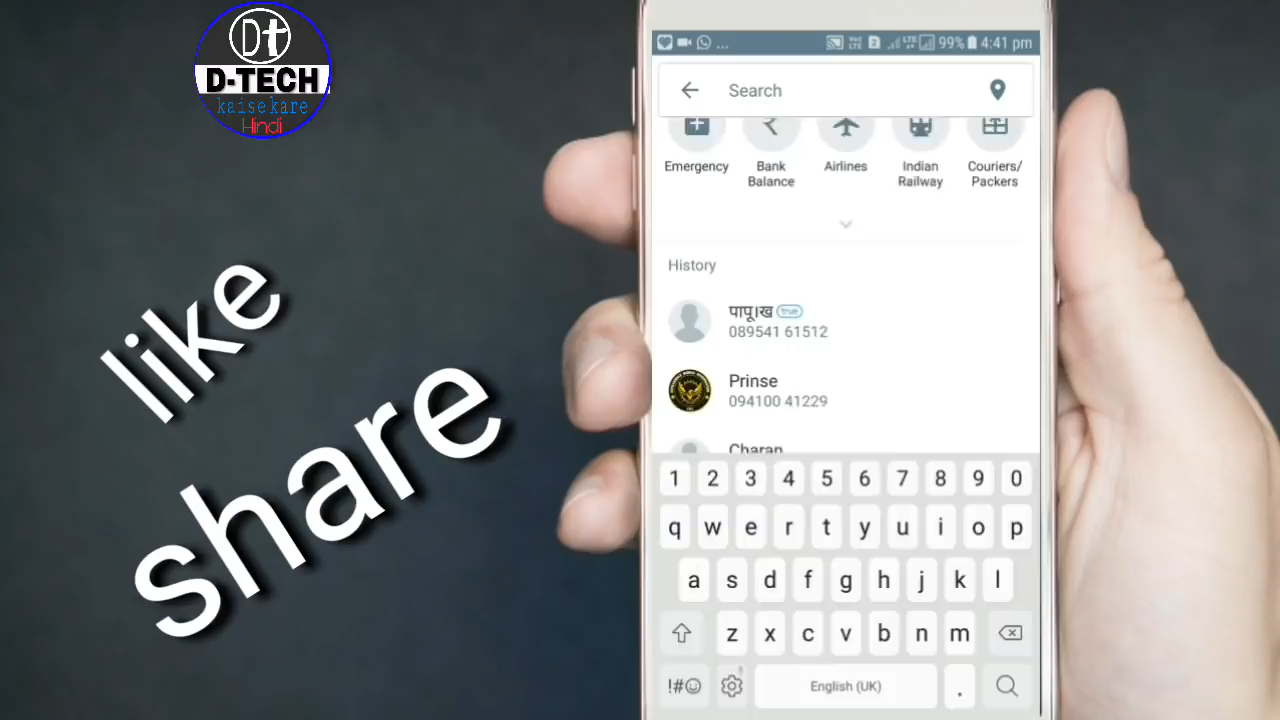 Dt
D-TECH
kaise kare
Hindi
like
share
... LTE 99% 4:41 pm
Search
Emergency
Bank Balance
Airlines
Indian Railway
Couriers/ Packers
History
पापू।ख true
089541 61512
Prinse
094100 41229
Charan
1 2 3 4 5 6 7 8 9 0
q w e r t y u i o p
a s d f g h j k l
z x c v b n m
!#☺ English (UK) .